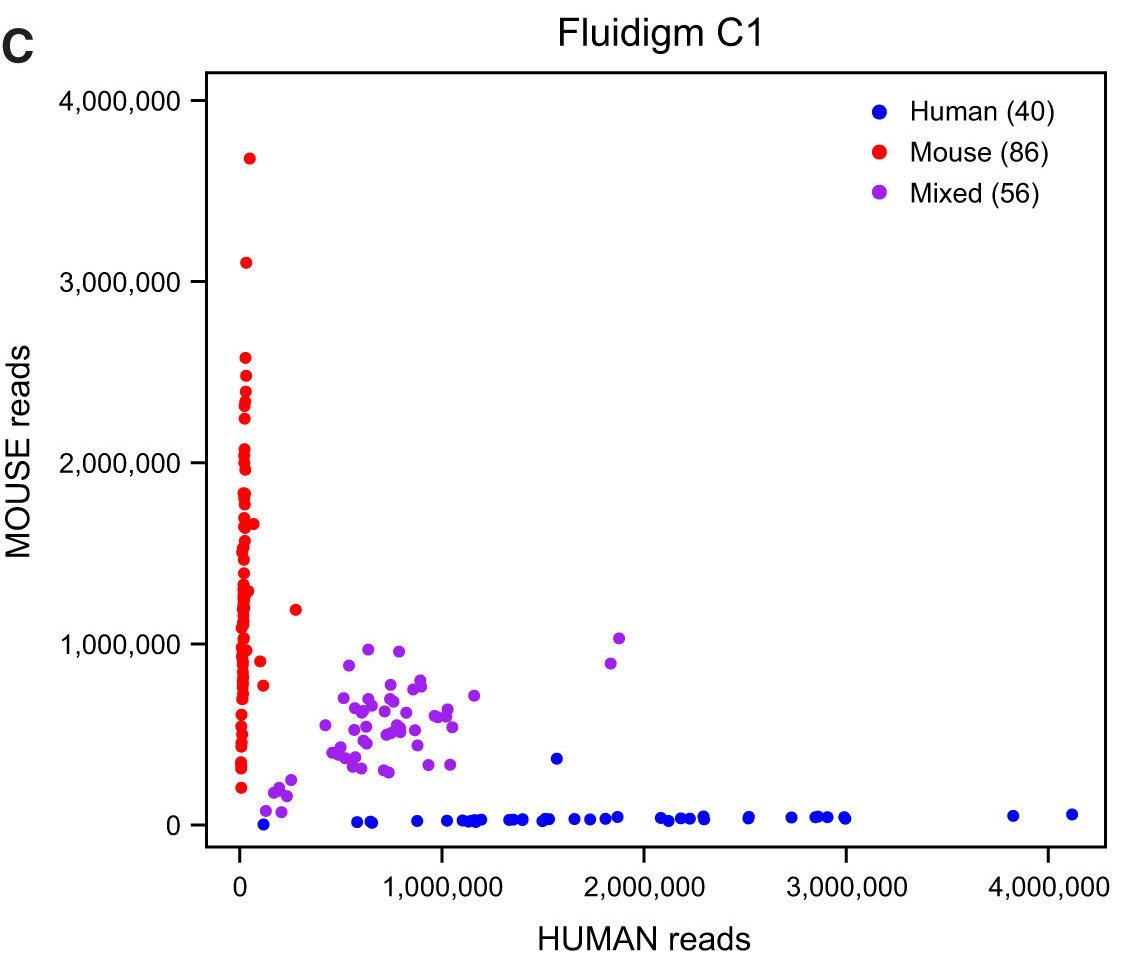 C
Fluidigm C1
4,000,000
3,000,000
2,000,000
1,000,000
0
MOUSE reads
Human (40)
Mouse (86)
Mixed (56)
0 1,000,000 2,000,000 3,000,000 4,000,000
HUMAN reads